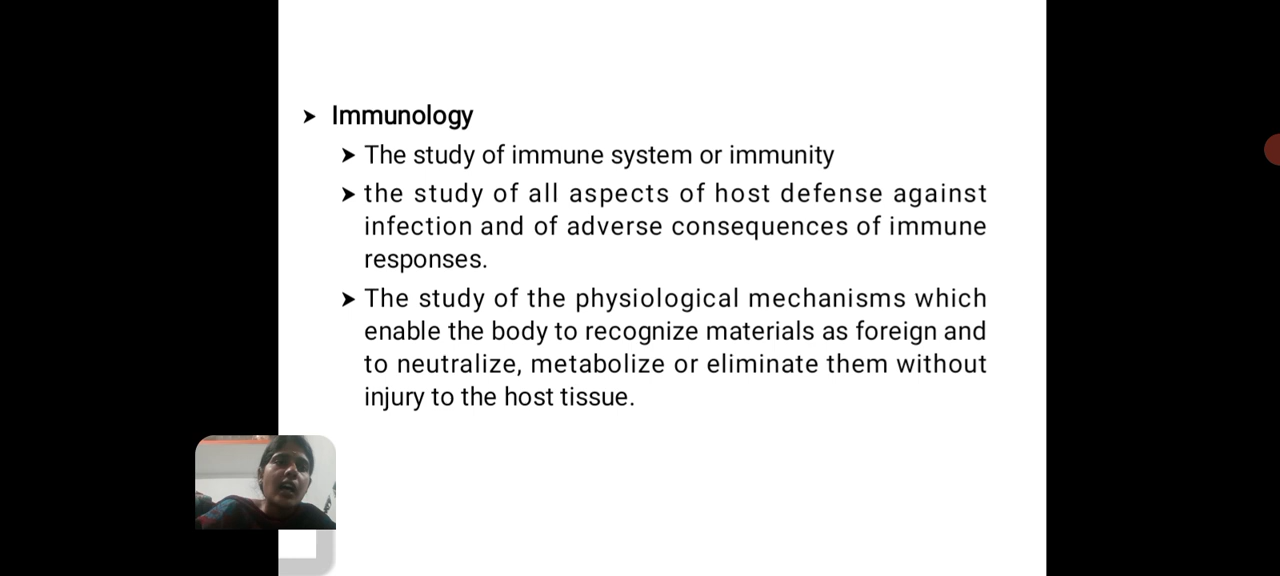 ➤ Immunology
➤ The study of immune system or immunity
➤ the study of all aspects of host defense against
infection and of adverse consequences of immune
responses.
➤ The study of the physiological mechanisms which
enable the body to recognize materials as foreign and
to neutralize, metabolize or eliminate them without
injury to the host tissue.